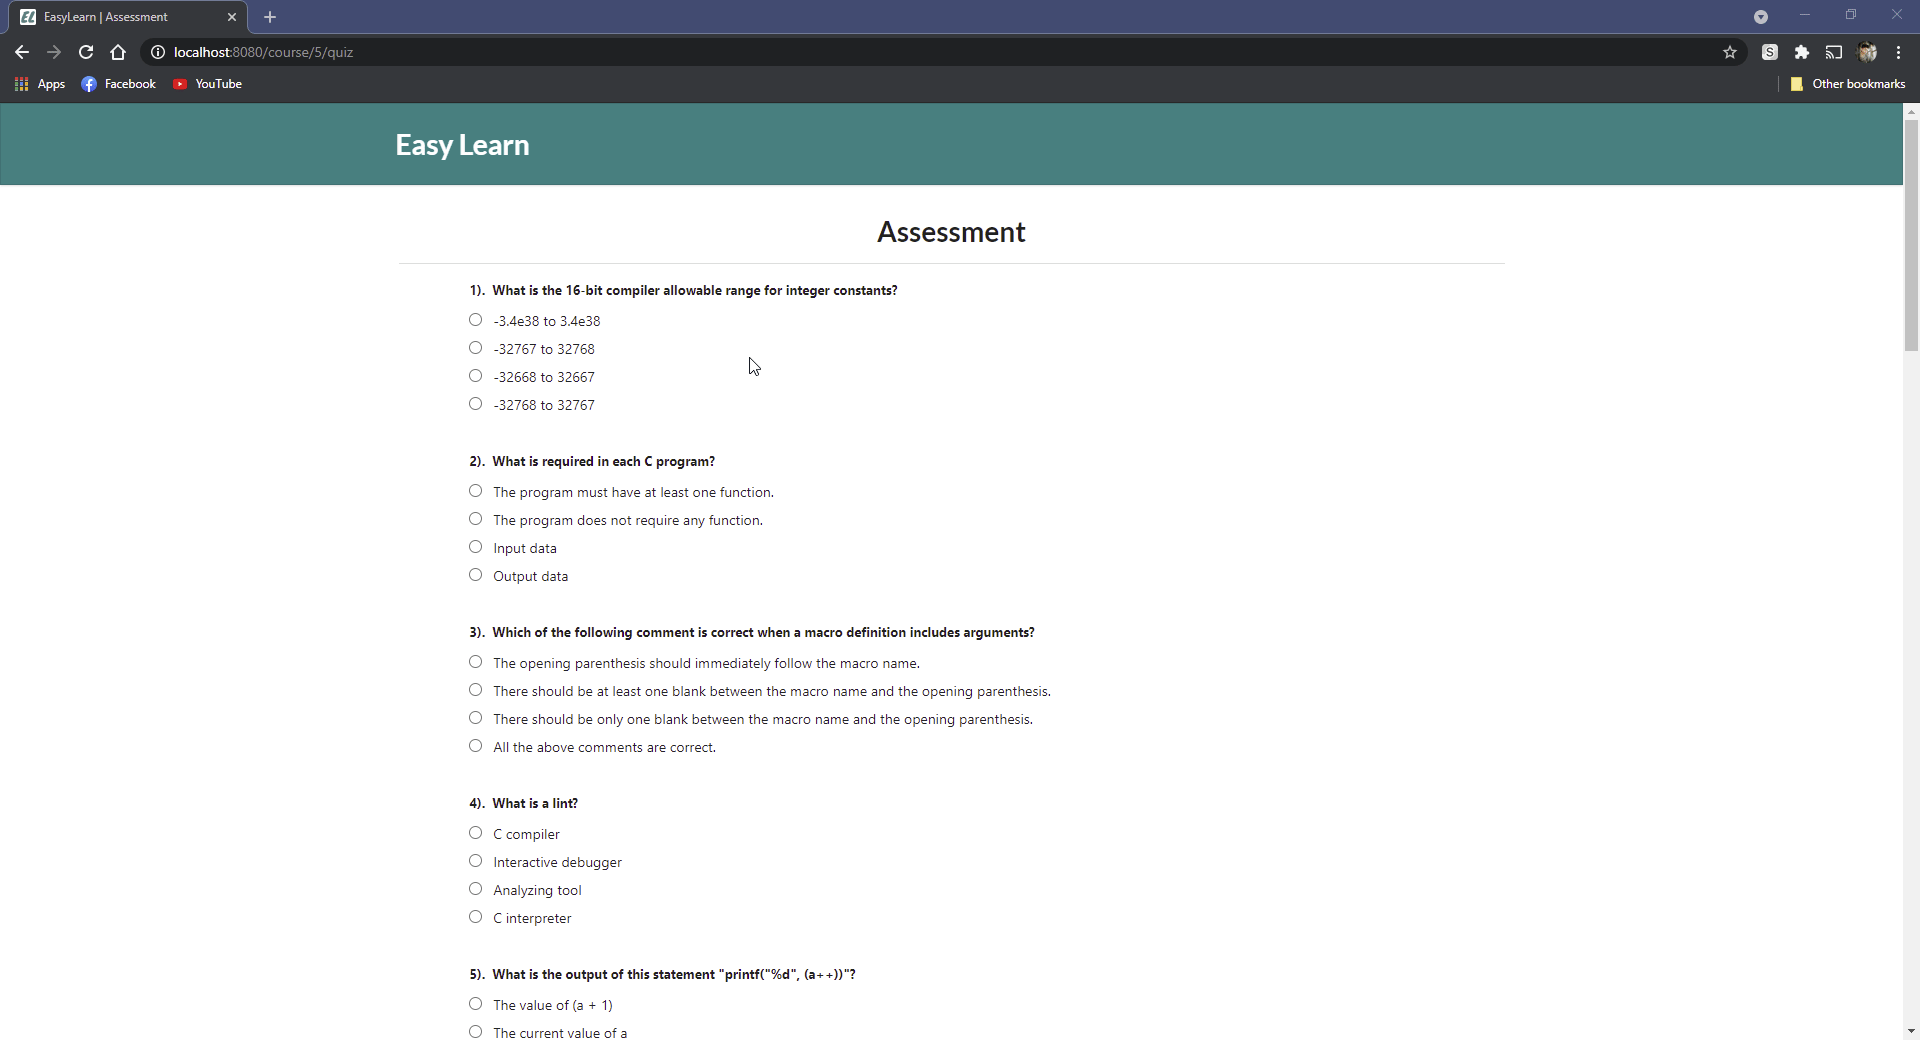 EasyLearn | Assessment
localhost:8080/course/5/quiz
S
Apps
Facebook
YouTube
Other bookmarks
Easy Learn
Assessment
1). What is the 16-bit compiler allowable range for integer constants?
-3.4e38 to 3.4e38
-32767 to 32768
-32668 to 32667
-32768 to 32767
2). What is required in each C program?
The program must have at least one function.
The program does not require any function.
Input data
Output data
3). Which of the following comment is correct when a macro definition includes arguments?
The opening parenthesis should immediately follow the macro name.
There should be at least one blank between the macro name and the opening parenthesis.
There should be only one blank between the macro name and the opening parenthesis.
All the above comments are correct.
4). What is a lint?
C compiler
Interactive debugger
Analyzing tool
C interpreter
5). What is the output of this statement "printf("%d", (a++))"?
The value of (a + 1)
The current value of a